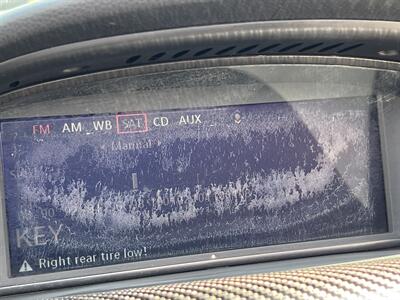 FM AM WB SAT CD AUX
Manual
KEY
Right rear tire low!